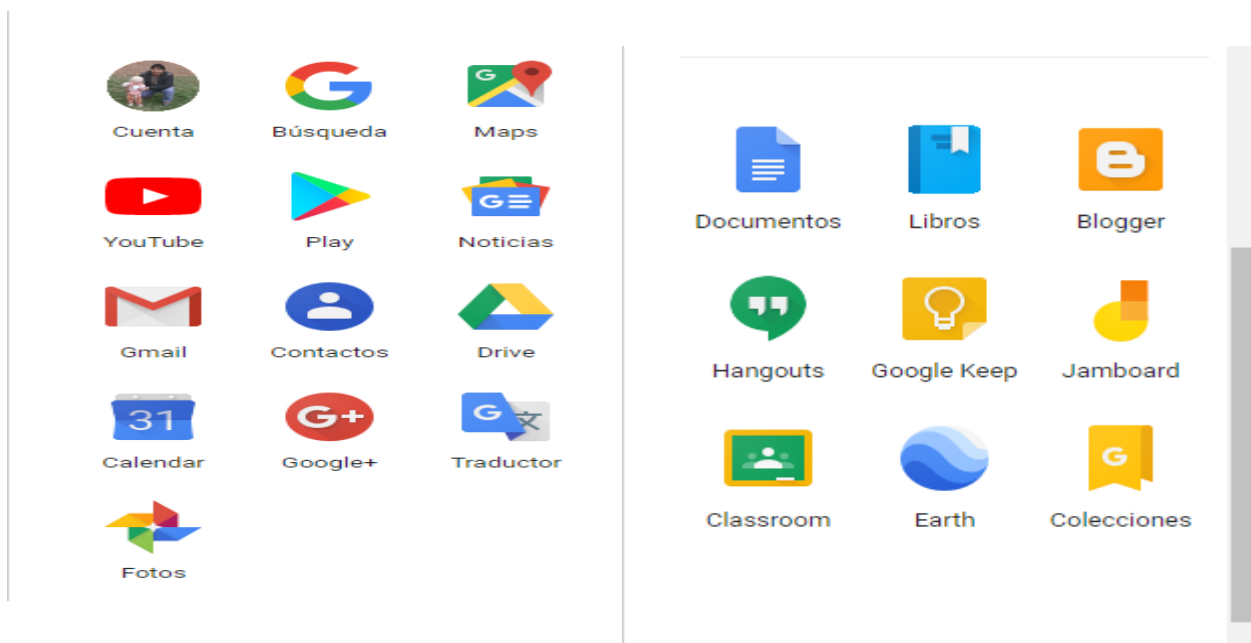 Cuenta Búsqueda Maps
YouTube Play Noticias
Gmail Contactos Drive
31
Calendar Google+ Traductor
Fotos
Documentos Libros Blogger
Hangouts Google Keep Jamboard
Classroom Earth Colecciones